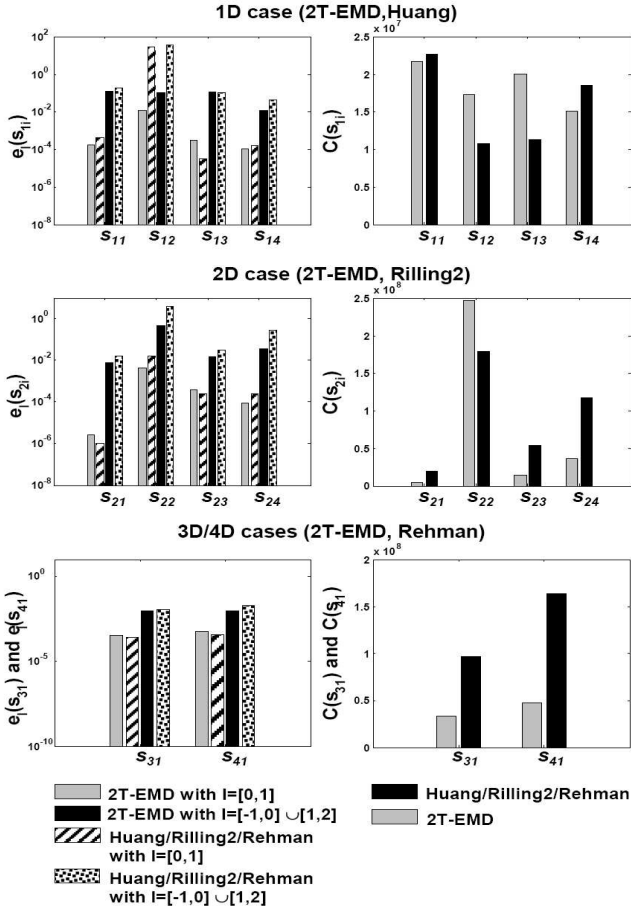 1D case (2T-EMD,Huang)
e_I(s_1i)
10^2
10^0
10^-2
10^-4
10^-6
10^-8
s_11 s_12 s_13 s_14
x 10^7
C(s_1i)
2.5
2
1.5
1
0.5
0
s_11 s_12 s_13 s_14
2D case (2T-EMD, Rilling2)
e_I(s_2i)
10^0
10^-2
10^-4
10^-6
10^-8
s_21 s_22 s_23 s_24
x 10^8
C(s_2i)
2.5
2
1.5
1
0.5
0
s_21 s_22 s_23 s_24
3D/4D cases (2T-EMD, Rehman)
e_I(s_31) and e_I(s_41)
10^0
10^-5
10^-10
s_31 s_41
x 10^8
C(s_31) and C(s_41)
2
1.5
1
0.5
0
s_31 s_41
2T-EMD with I=[0,1]
2T-EMD with I=[-1,0] ∪[1,2]
Huang/Rilling2/Rehman
with I=[0,1]
Huang/Rilling2/Rehman
with I=[-1,0] ∪[1,2]
Huang/Rilling2/Rehman
2T-EMD